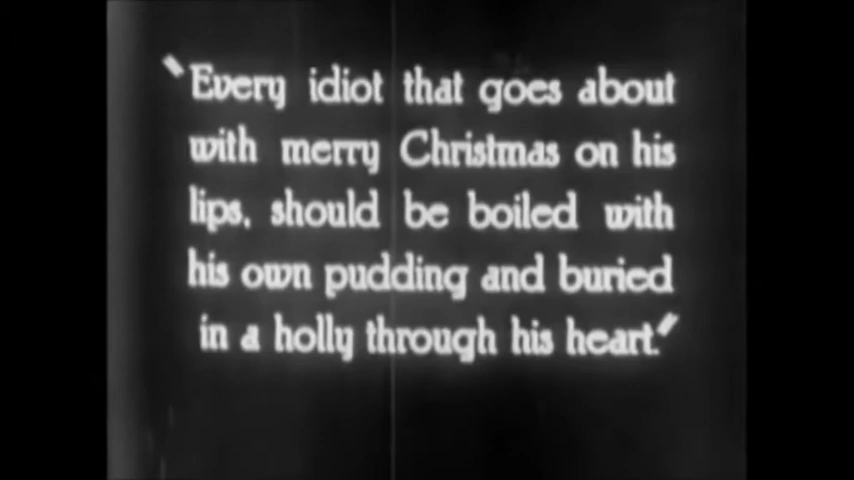 "Every idiot that goes about
with merry Christmas on his
lips, should be boiled with
his own pudding and buried
in a holly through his heart."